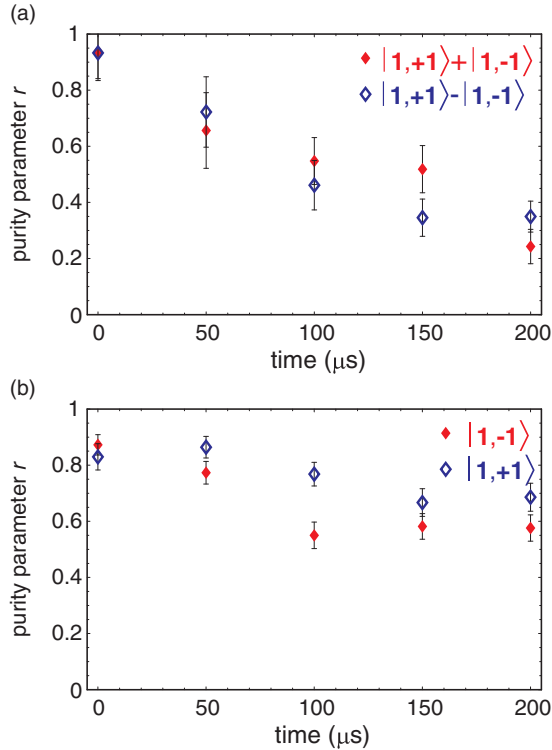 (a)
1
0.8
0.6
0.4
0.2
0
purity parameter r
|1,+1⟩+|1,-1⟩
|1,+1⟩-|1,-1⟩
0 50 100 150 200
time (μs)
(b)
1
0.8
0.6
0.4
0.2
0
purity parameter r
|1,-1⟩
|1,+1⟩
0 50 100 150 200
time (μs)